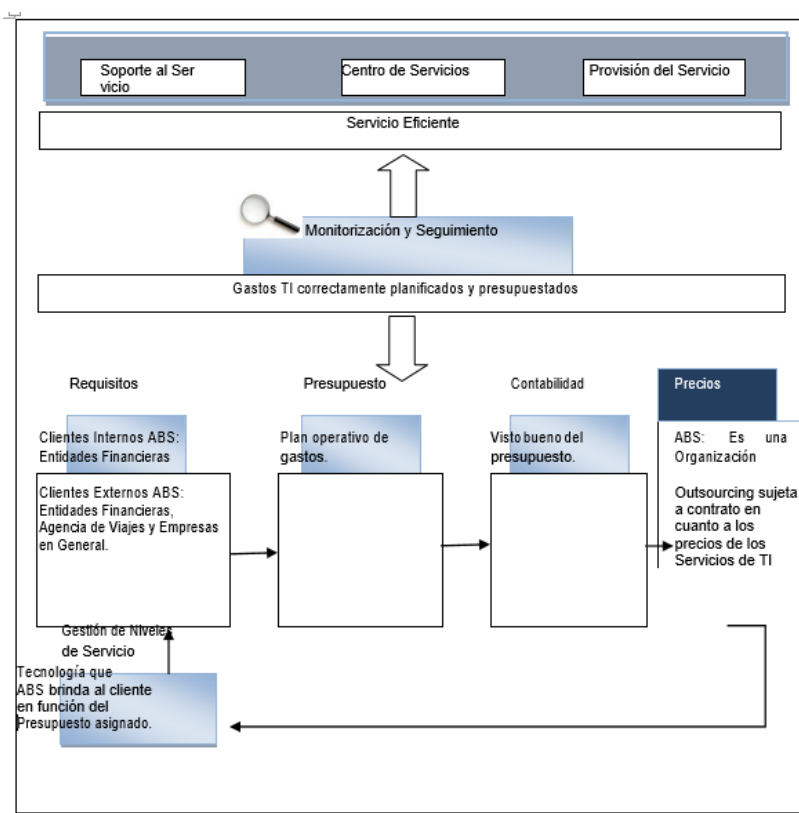 Soporte al Ser
vicio
Centro de Servicios
Provisión del Servicio
Servicio Eficiente
Monitorización y Seguimiento
Gastos TI correctamente planificados y presupuestados
Requisitos
Clientes Internos ABS:
Entidades Financieras
Clientes Externos ABS:
Entidades Financieras,
Agencia de Viajes y Empresas
en General.
Presupuesto
Plan operativo de
gastos.
Contabilidad
Visto bueno del
presupuesto.
Precios
ABS: Es una
Organización
Outsourcing sujeta
a contrato en
cuanto a los
precios de los
Servicios de TI
Gestión de Niveles
de Servicio
Tecnología que
ABS brinda al cliente
en función del
Presupuesto asignado.